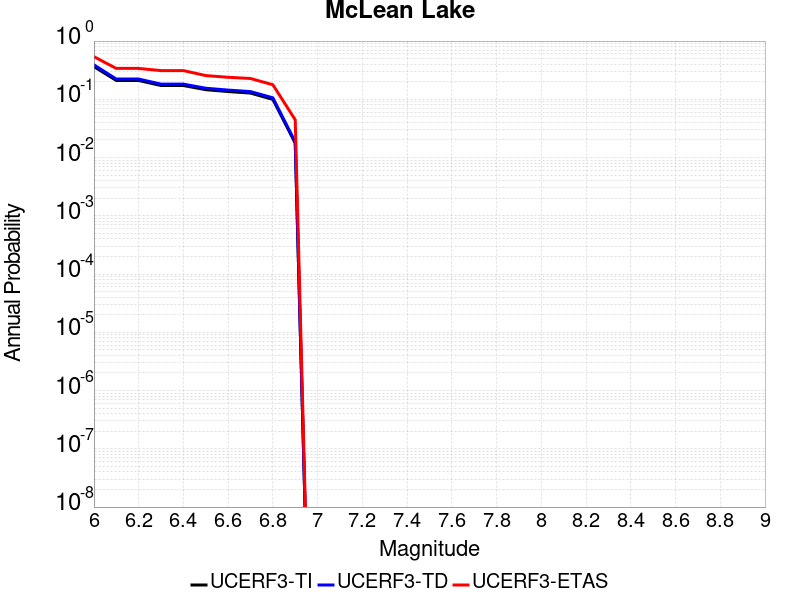 McLean Lake
10^0
10^-1
10^-2
10^-3
10^-4
10^-5
10^-6
10^-7
10^-8
Annual Probability
6 6.2 6.4 6.6 6.8 7 7.2 7.4 7.6 7.8 8 8.2 8.4 8.6 8.8 9
Magnitude
UCERF3-TI UCERF3-TD UCERF3-ETAS